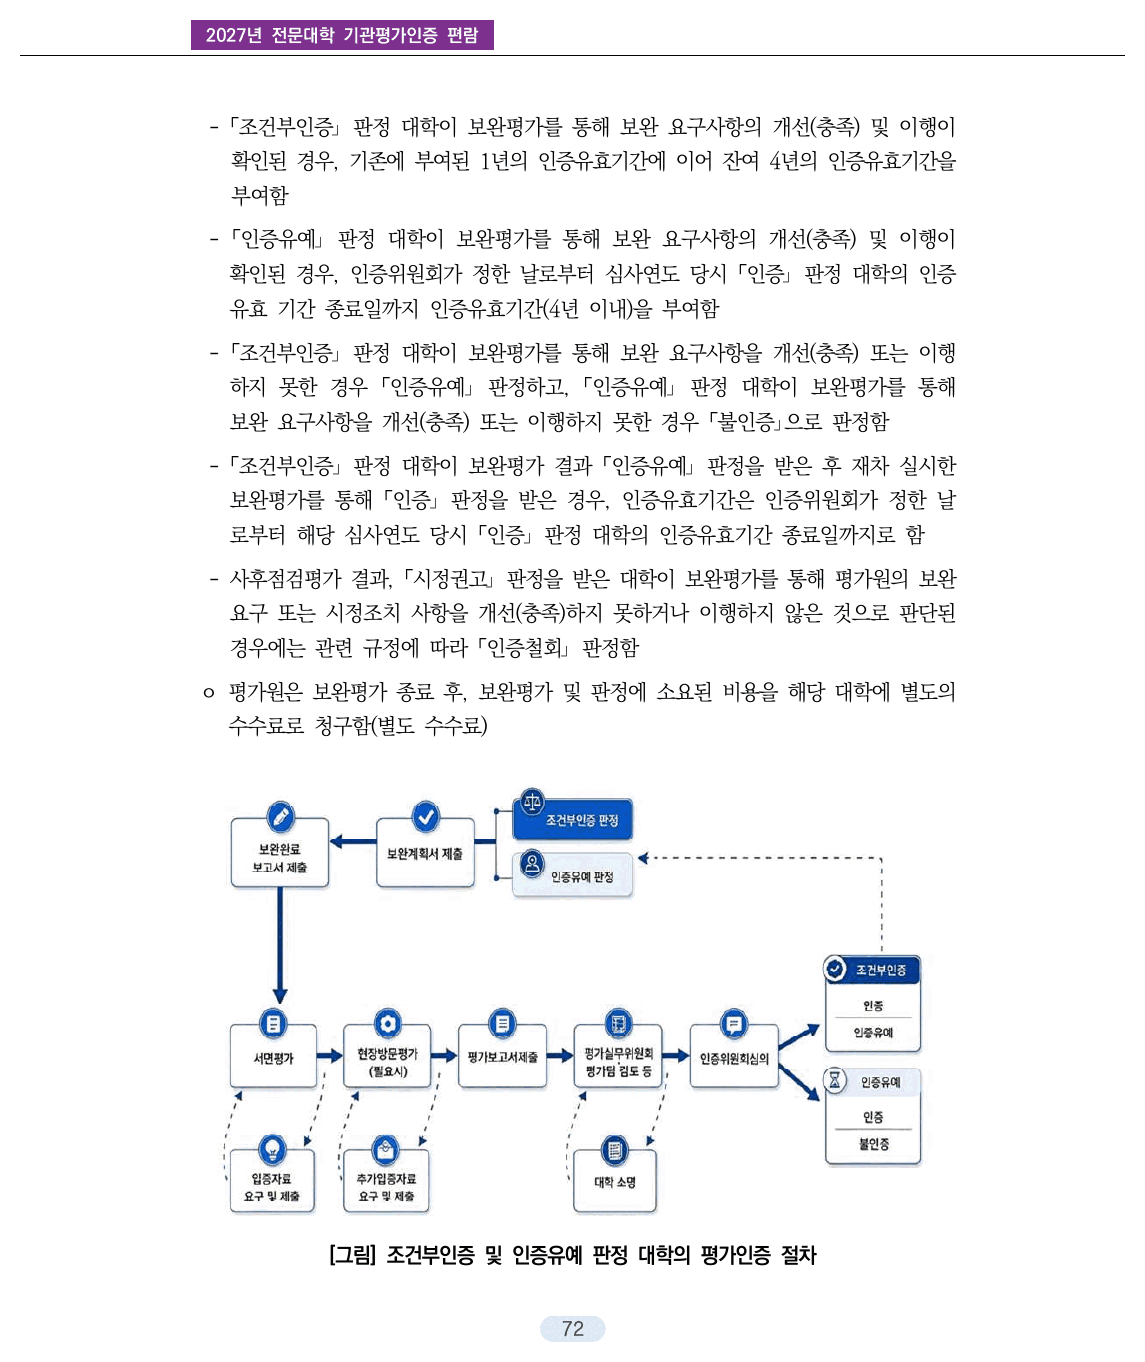 2027년 전문대학 기관평가인증 편람
- 「조건부인증」 판정 대학이 보완평가를 통해 보완 요구사항의 개선(충족) 및 이행이
확인된 경우, 기존에 부여된 1년의 인증유효기간에 이어 잔여 4년의 인증유효기간을
부여함
- 「인증유예」 판정 대학이 보완평가를 통해 보완 요구사항의 개선(충족) 및 이행이
확인된 경우, 인증위원회가 정한 날로부터 심사연도 당시 「인증」 판정 대학의 인증
유효 기간 종료일까지 인증유효기간(4년 이내)을 부여함
- 「조건부인증」 판정 대학이 보완평가를 통해 보완 요구사항을 개선(충족) 또는 이행
하지 못한 경우 「인증유예」 판정하고, 「인증유예」 판정 대학이 보완평가를 통해
보완 요구사항을 개선(충족) 또는 이행하지 못한 경우 「불인증」으로 판정함
- 「조건부인증」 판정 대학이 보완평가 결과 「인증유예」 판정을 받은 후 재차 실시한
보완평가를 통해 「인증」 판정을 받은 경우, 인증유효기간은 인증위원회가 정한 날
로부터 해당 심사연도 당시 「인증」 판정 대학의 인증유효기간 종료일까지로 함
- 사후점검평가 결과, 「시정권고」 판정을 받은 대학이 보완평가를 통해 평가원의 보완
요구 또는 시정조치 사항을 개선(충족)하지 못하거나 이행하지 않은 것으로 판단된
경우에는 관련 규정에 따라 「인증철회」 판정함
ㅇ 평가원은 보완평가 종료 후, 보완평가 및 판정에 소요된 비용을 해당 대학에 별도의
수수료로 청구함(별도 수수료)
보완완료
보고서 제출
보완계획서 제출
조건부인증 판정
인증유예 판정
서면평가
현장방문평가
(필요시)
평가보고서제출
평가실무위원회
평가팀 검토 등
인증위원회심의
조건부인증
인증
인증유예
인증유예
인증
불인증
입증자료
요구 및 제출
추가입증자료
요구 및 제출
대학 소명
[그림] 조건부인증 및 인증유예 판정 대학의 평가인증 절차
72